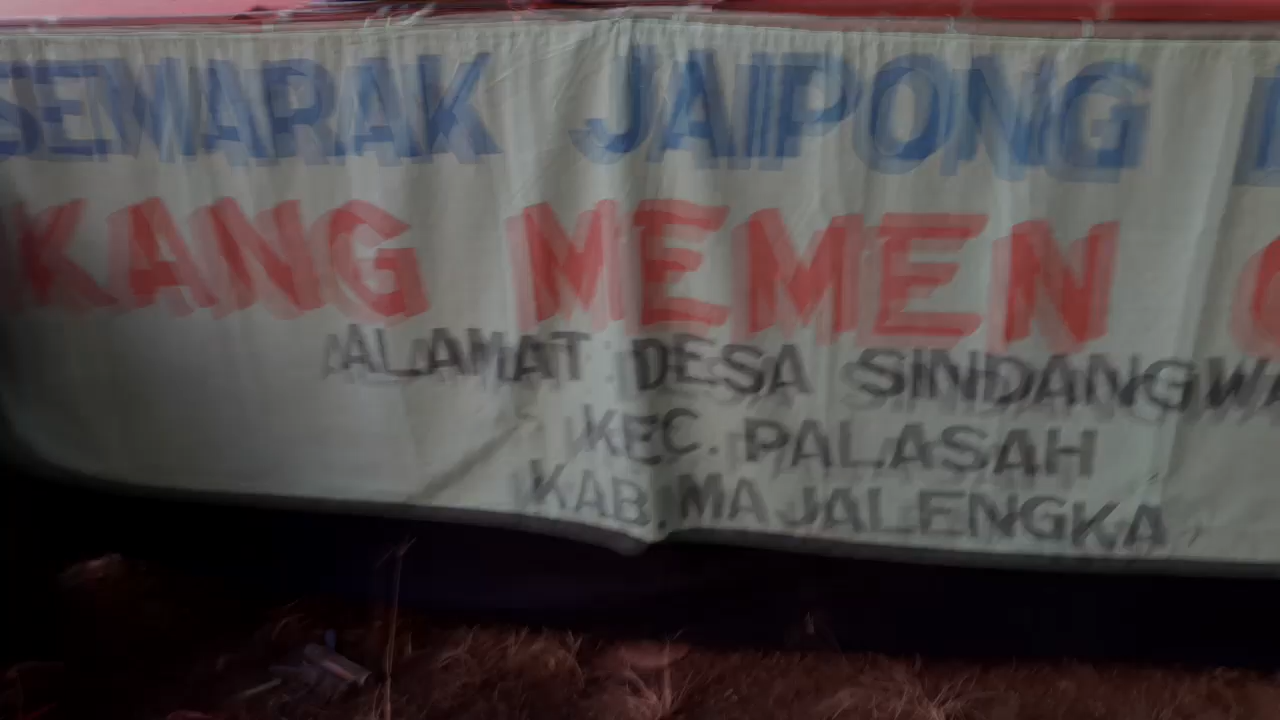 SEMARAK JAIPONG
KANG MEMEN
ALAMAT: DESA SINDANGWA
KEC. PALASAH
KAB. MAJALENGKA